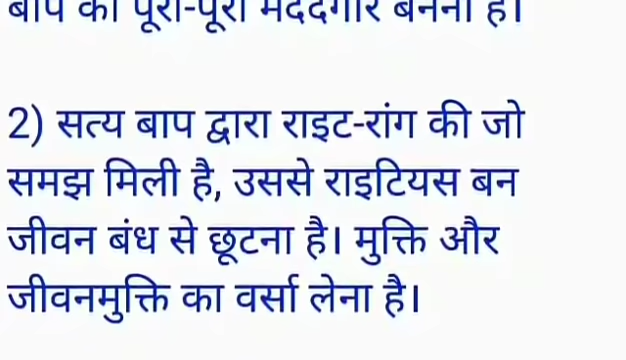 बाप का पूरा-पूरा मददगार बनना है।
2) सत्य बाप द्वारा राइट-रांग की जो
समझ मिली है, उससे राइटियस बन
जीवन बंध से छूटना है। मुक्ति और
जीवनमुक्ति का वर्सा लेना है।